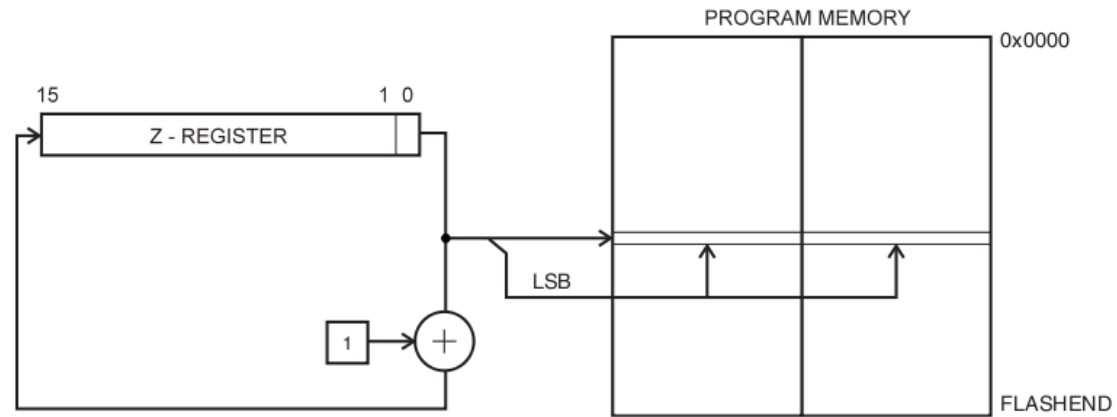 PROGRAM MEMORY
0x0000
15 1 0
Z - REGISTER
LSB
1
FLASHEND